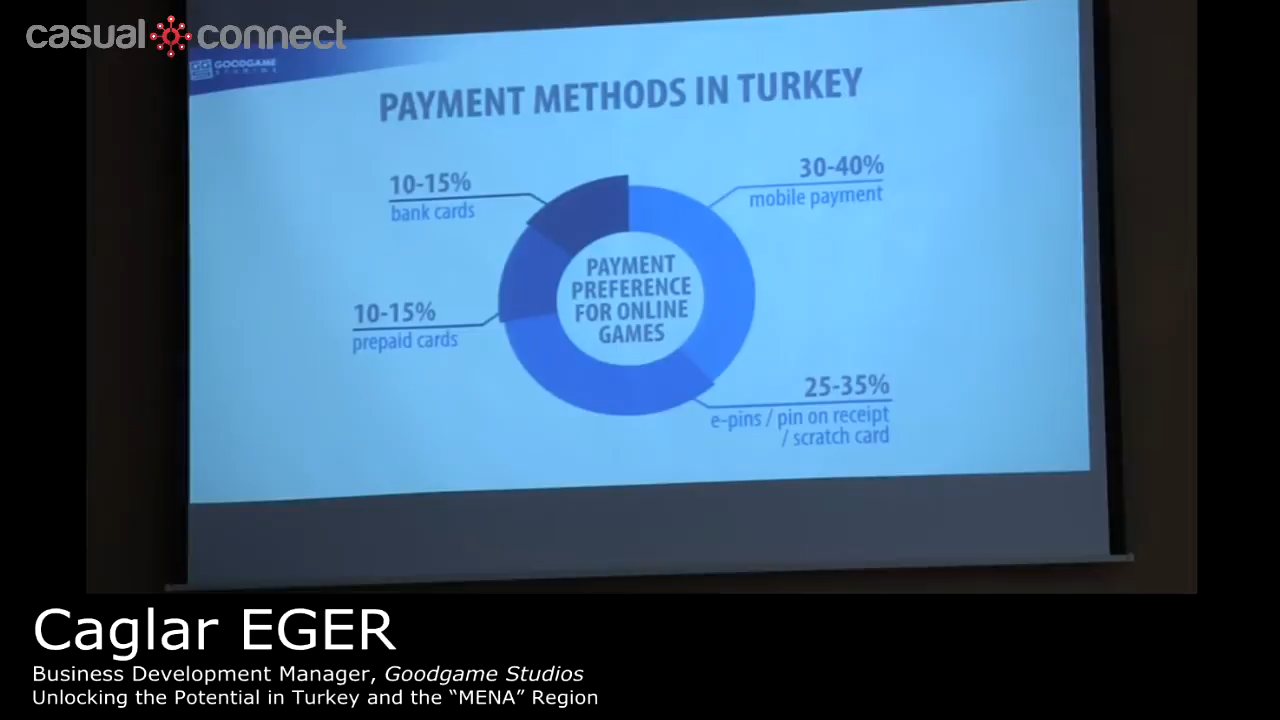 casual connect
GOODGAME
STUDIOS
PAYMENT METHODS IN TURKEY
10-15%
bank cards
30-40%
mobile payment
PAYMENT
PREFERENCE
FOR ONLINE
GAMES
10-15%
prepaid cards
25-35%
e-pins / pin on receipt
/ scratch card
Caglar EGER
Business Development Manager, Goodgame Studios
Unlocking the Potential in Turkey and the “MENA” Region